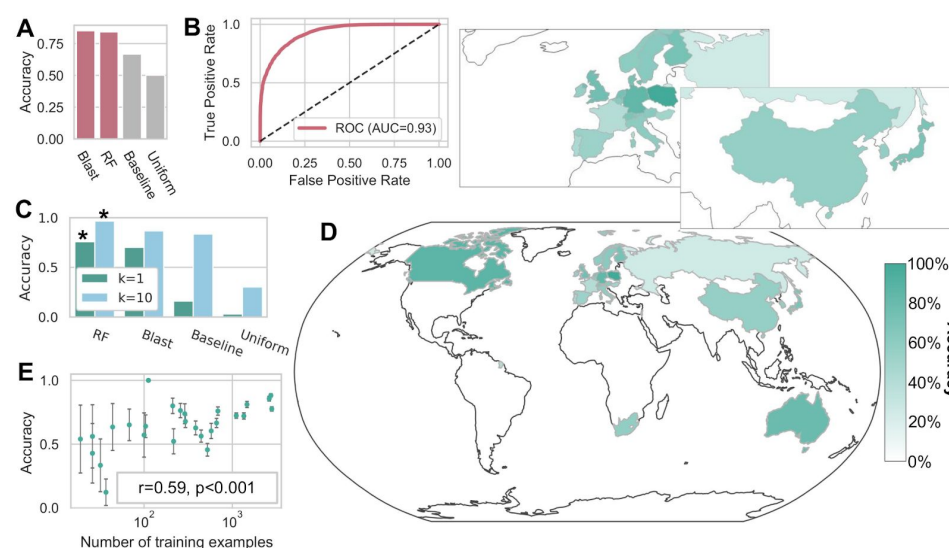 A
Accuracy
0.75
0.50
0.25
0.00
Blast
RF
Baseline
Uniform
B
True Positive Rate
1.0
0.5
0.0
ROC (AUC=0.93)
0.00
0.25
0.50
0.75
1.00
False Positive Rate
C
Accuracy
1.0
0.5
0.0
*
*
k=1
k=10
RF
Blast
Baseline
Uniform
D
100%
80%
60%
40%
20%
0%
E
Accuracy
1.0
0.5
0.0
r=0.59, p<0.001
10²
10³
Number of training examples